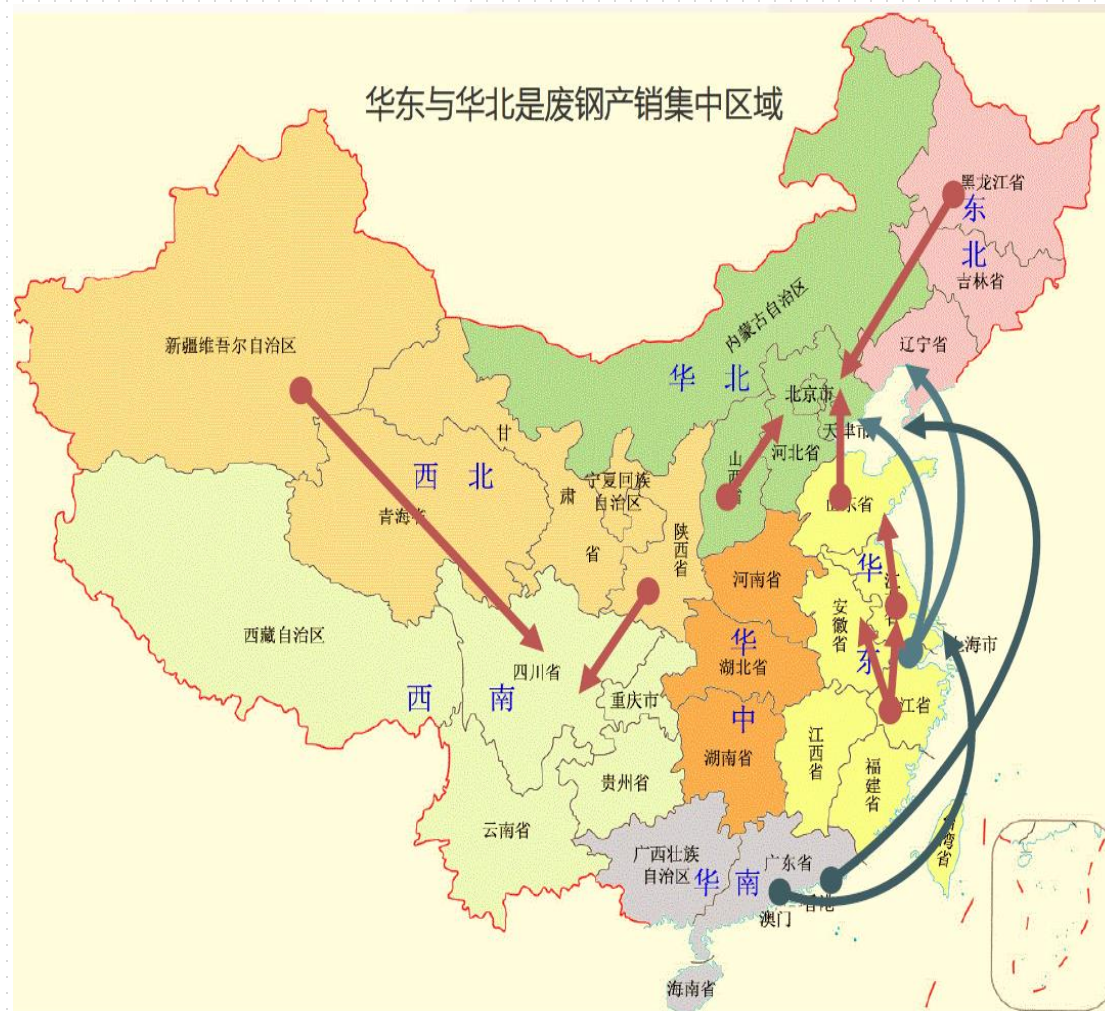 华东与华北是废钢产销集中区域
黑龙江省
东
北
吉林省
辽宁省
内蒙古自治区
新疆维吾尔自治区
华 北
北京市
天津市
河北省
山西省
甘
肃
省
西 北
宁夏回族
自治区
青海省
陕西省
山东省
河南省
华
东
江
省
安徽省
上海市
江省
西藏自治区
四川省
重庆市
西 南
华
中
湖北省
湖南省
江西省
福建省
贵州省
云南省
台湾省
广西壮族
自治区
华 南
广东省
香港
澳门
海南省